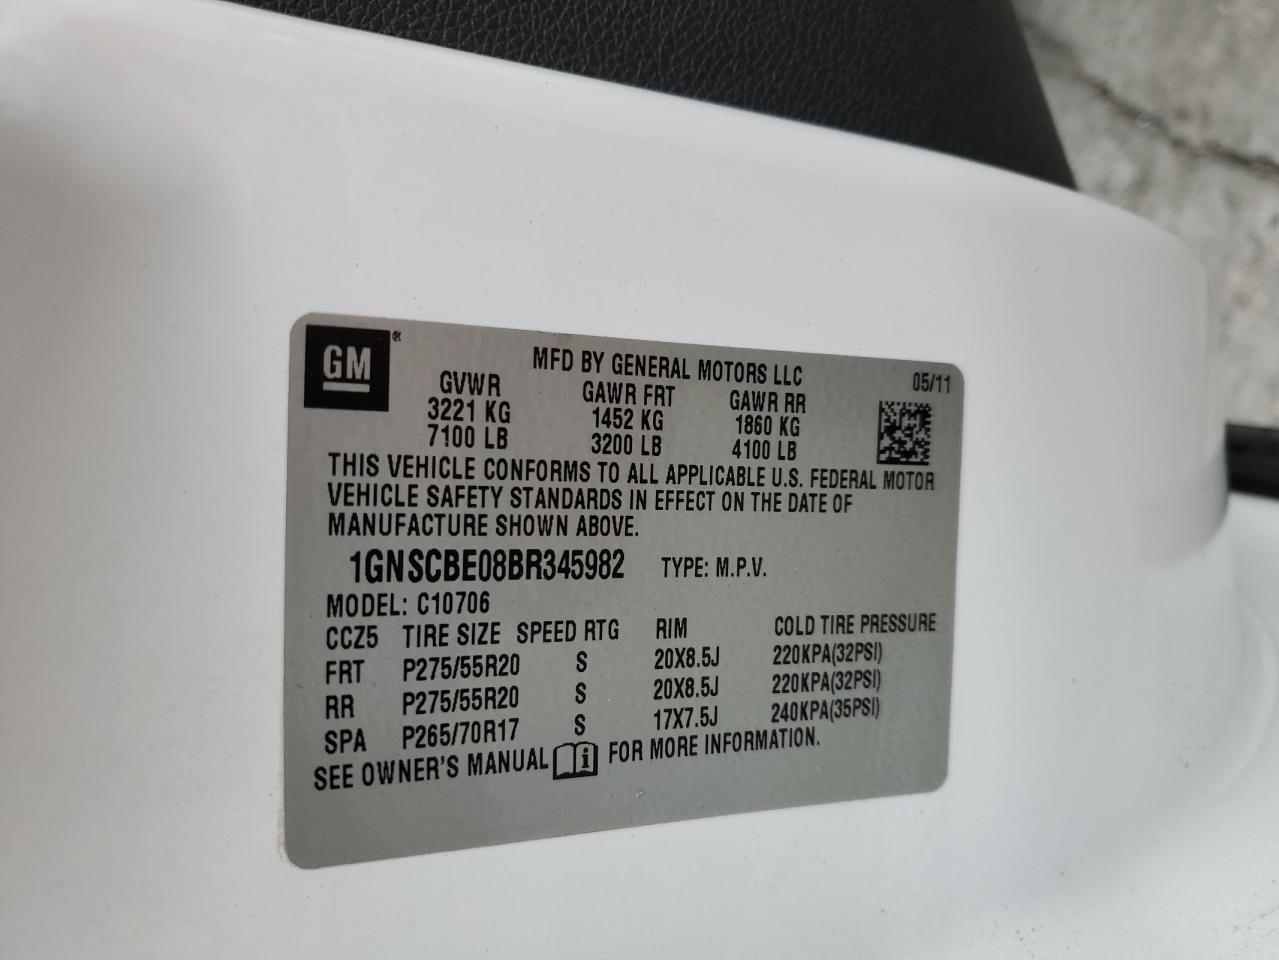 GM ®
MFD BY GENERAL MOTORS LLC 05/11
GVWR GAWR FRT GAWR RR
3221 KG 1452 KG 1860 KG
7100 LB 3200 LB 4100 LB
THIS VEHICLE CONFORMS TO ALL APPLICABLE U.S. FEDERAL MOTOR
VEHICLE SAFETY STANDARDS IN EFFECT ON THE DATE OF
MANUFACTURE SHOWN ABOVE.
1GNSCBE08BR345982 TYPE: M.P.V.
MODEL: C10706
CCZ5 TIRE SIZE SPEED RTG RIM COLD TIRE PRESSURE
FRT P275/55R20 S 20X8.5J 220KPA(32PSI)
RR P275/55R20 S 20X8.5J 220KPA(32PSI)
SPA P265/70R17 S 17X7.5J 240KPA(35PSI)
SEE OWNER'S MANUAL i FOR MORE INFORMATION.